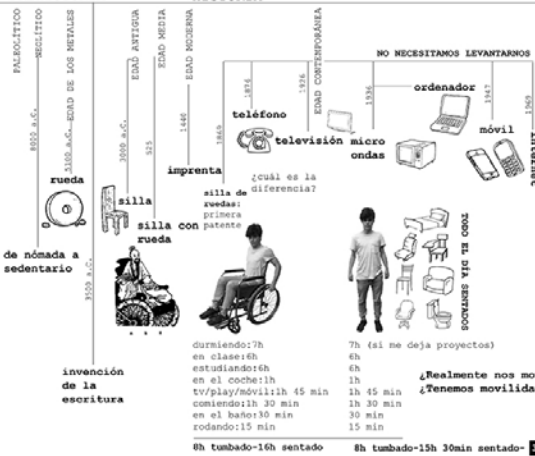 PALEOLÍTICO
NEOLÍTICO
EDAD DE LOS METALES
EDAD ANTIGUA
EDAD MEDIA
EDAD MODERNA
EDAD CONTEMPORÁNEA
NO NECESITAMOS LEVANTARNOS
8000 a.C.
5100 a.C.
3000 a.C.
525
1440
1869
1876
1926
1936
1947
1969
ordenador
teléfono
televisión
micro
ondas
móvil
Internet
rueda
imprenta
¿cuál es la
diferencia?
silla
silla de
ruedas:
primera
patente
silla con
rueda
TODO EL DÍA SENTADOS
de nómada a
sedentario
3500 a.C.
invención
de la
escritura
durmiendo:7h
en clase:6h
estudiando:6h
en el coche:1h
tv/play/móvil:1h 45 min
comiendo:1h 30 min
en el baño:30 min
rodando:15 min
7h (si me deja proyectos)
6h
6h
1h
1h 45 min
1h 30 min
30 min
15 min
¿Realmente nos mo
¿Tenemos movilida
8h tumbado-16h sentado
8h tumbado-15h 30min sentado-